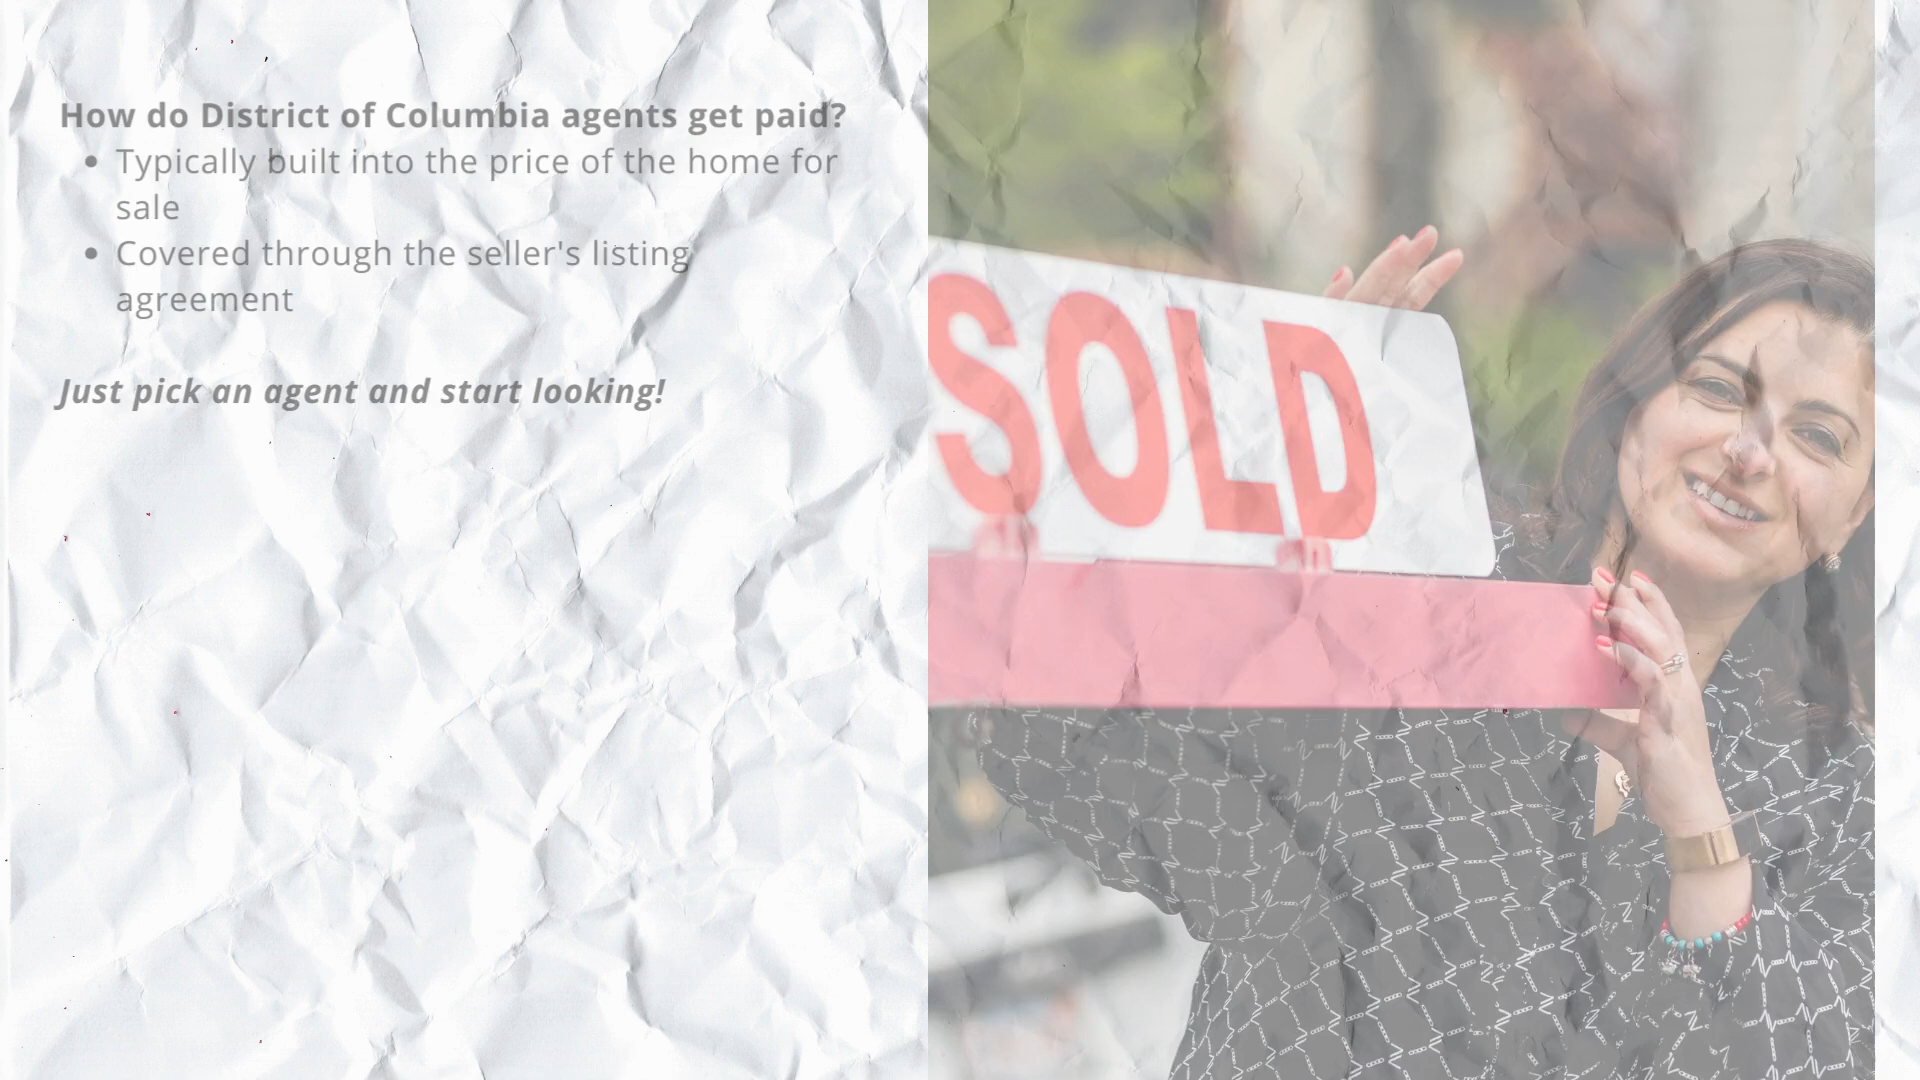 How do District of Columbia agents get paid?
• Typically built into the price of the home for
sale
• Covered through the seller's listing
agreement
Just pick an agent and start looking!
SOLD